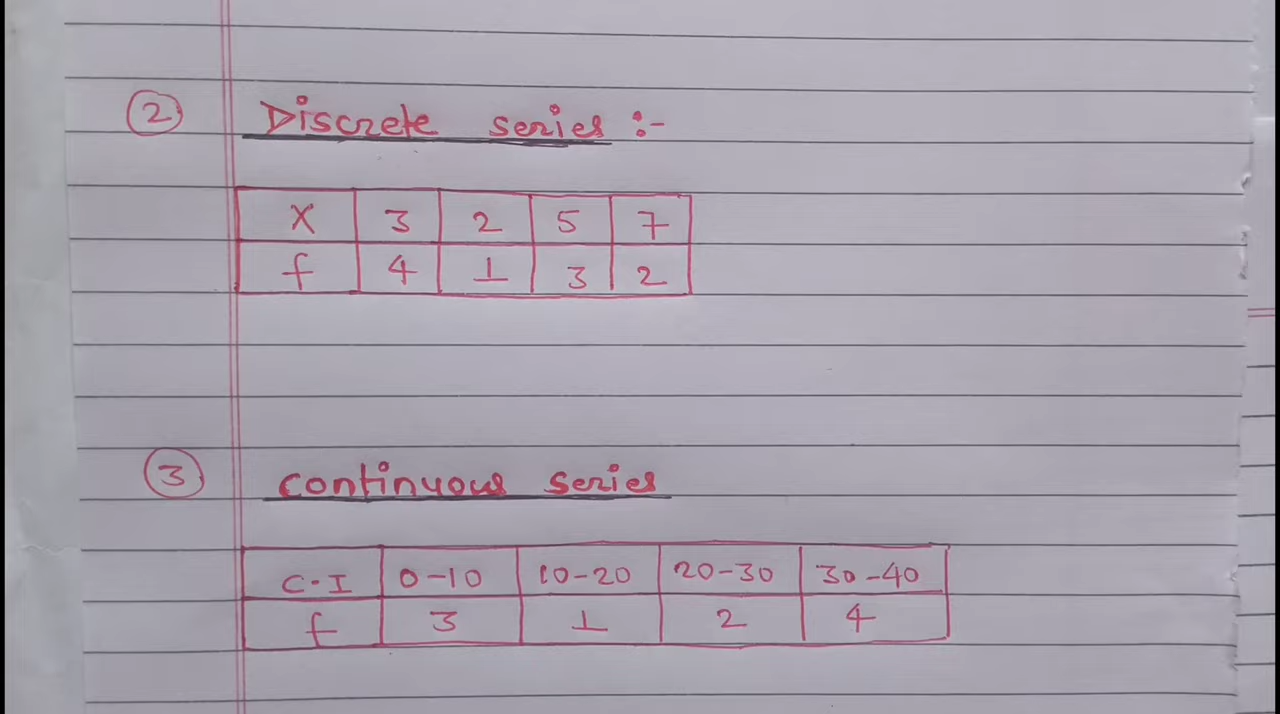 2 Discrete series :-
X 3 2 5 7
f 4 1 3 2
3 continuous series
C.I 0-10 10-20 20-30 30-40
f 3 1 2 4